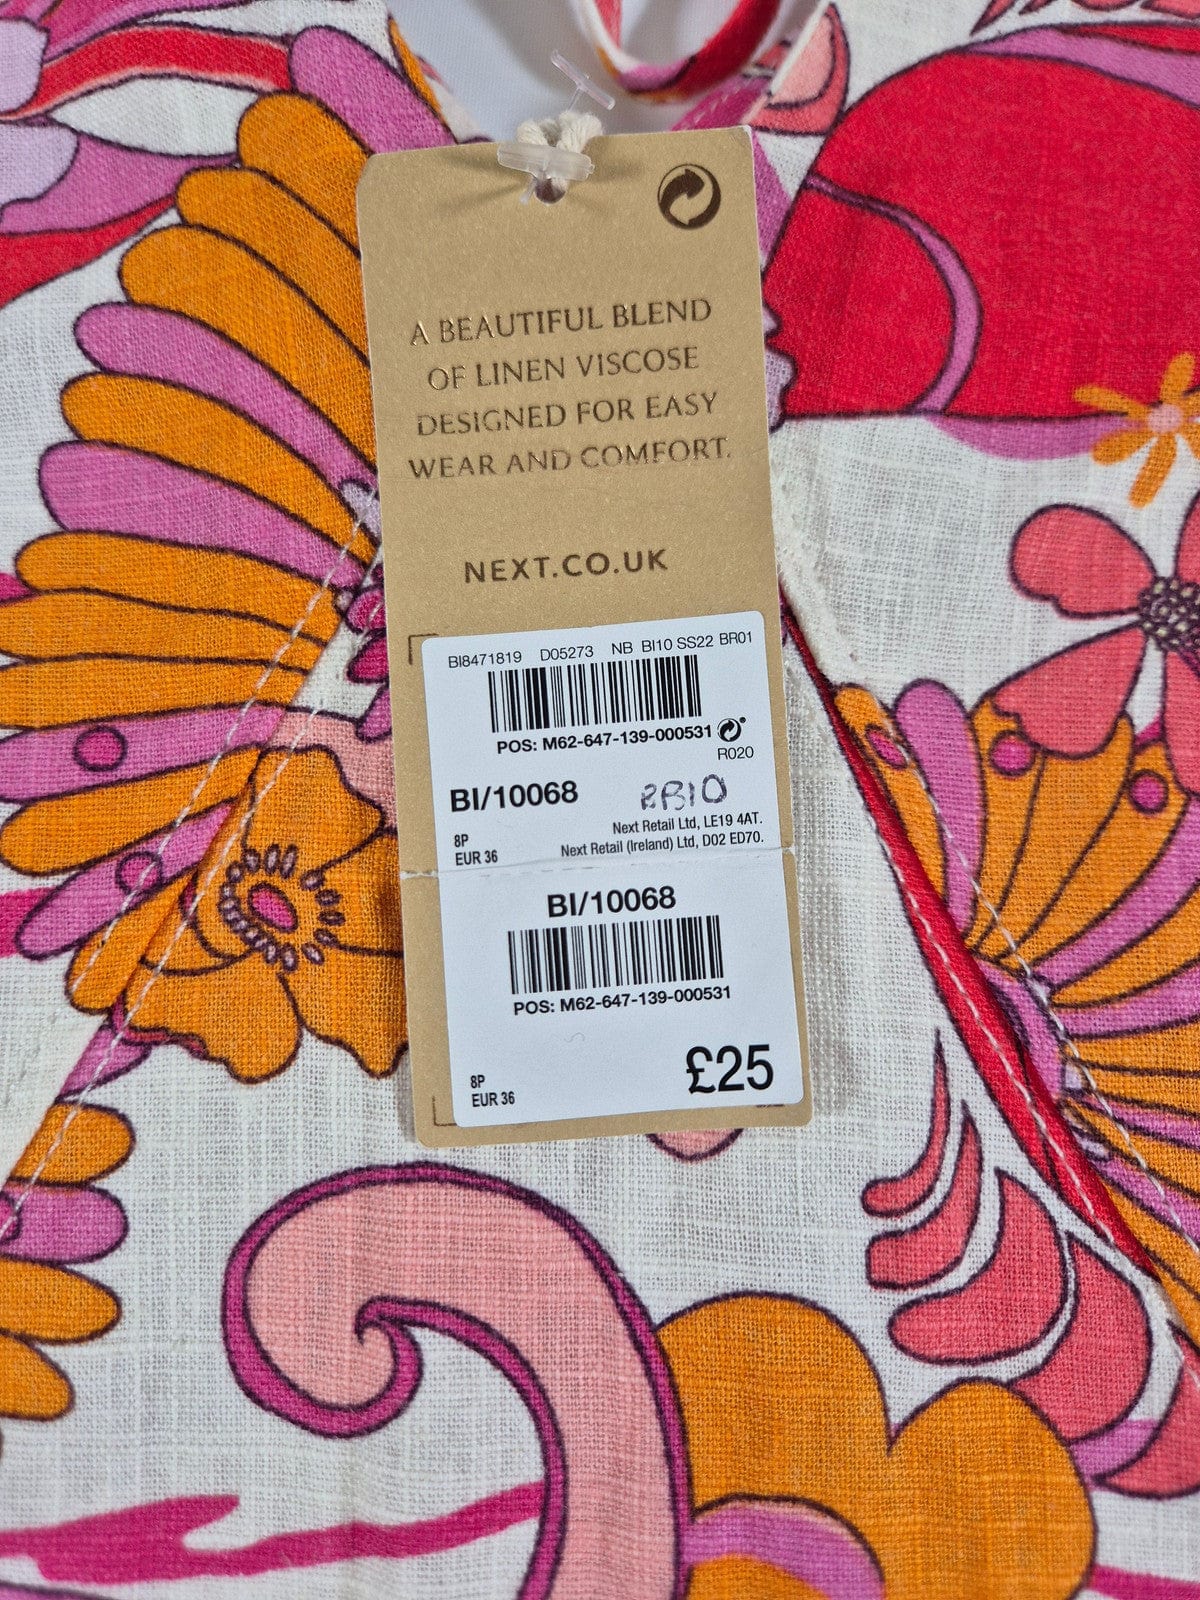 A BEAUTIFUL BLEND
OF LINEN VISCOSE
DESIGNED FOR EASY
WEAR AND COMFORT.
NEXT.CO.UK
BI8471819 D05273 NB BI10 SS22 BR01
POS: M62-647-139-000531
R020
BI/10068
8P
EUR 36
Next Retail Ltd, LE19 4AT.
Next Retail (Ireland) Ltd, D02 ED70.
BI/10068
POS: M62-647-139-000531
8P
EUR 36
£25